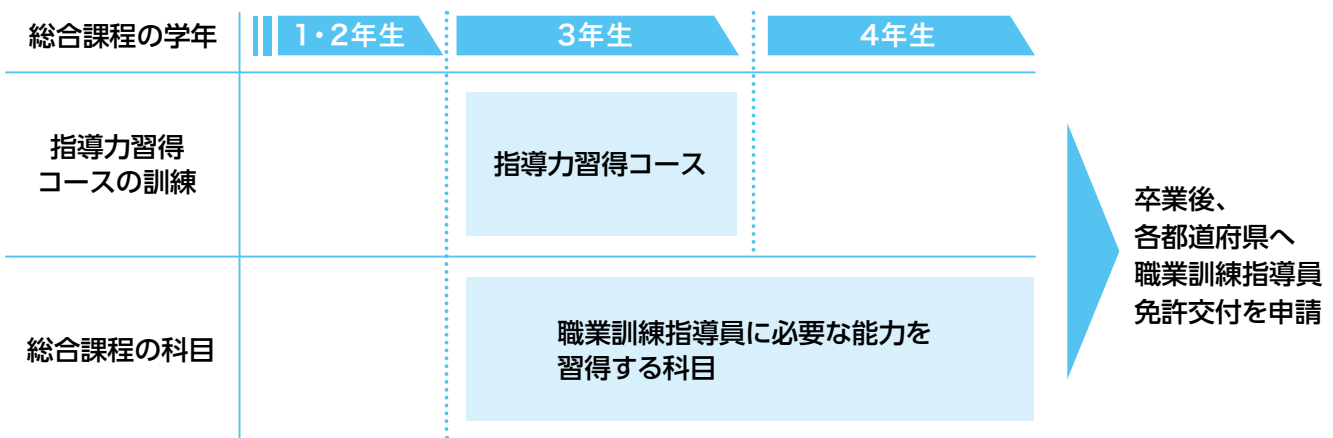 総合課程の学年
1・2年生
3年生
4年生
指導力習得
コースの訓練
指導力習得コース
総合課程の科目
職業訓練指導員に必要な能力を
習得する科目
卒業後、
各都道府県へ
職業訓練指導員
免許交付を申請